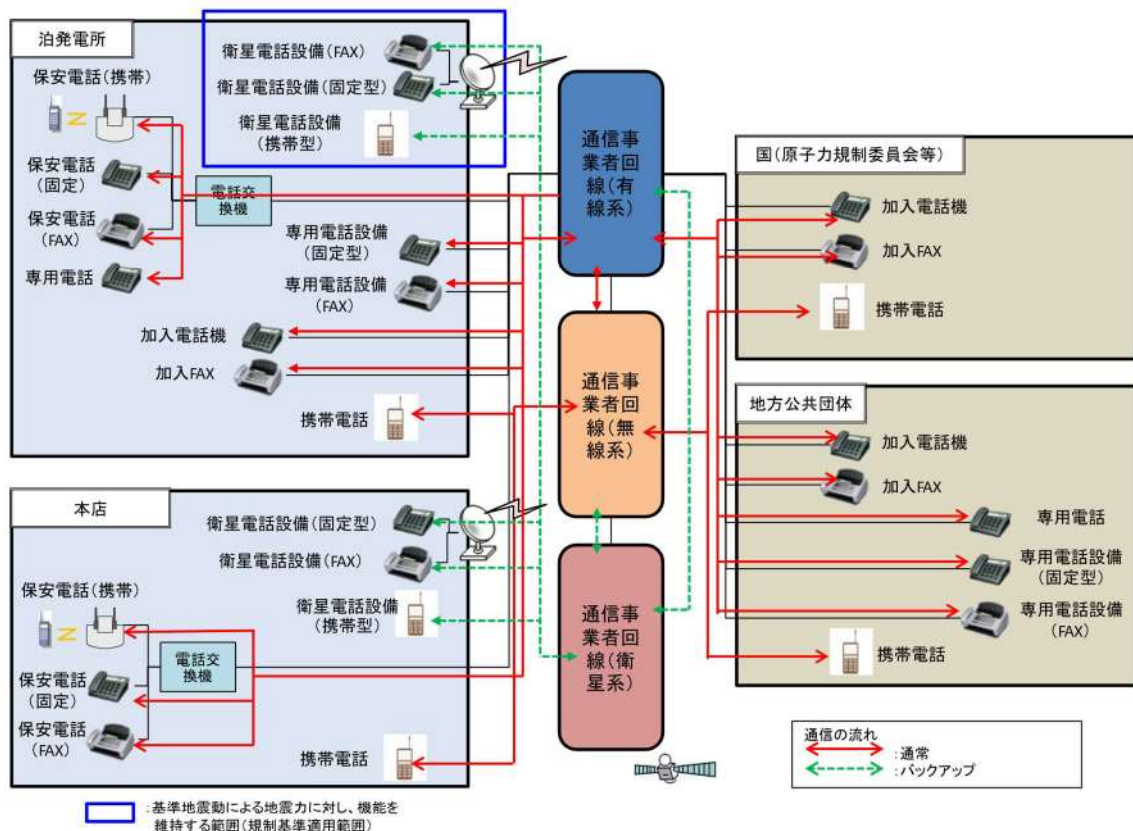 泊発電所
衛星電話設備(FAX)
保安電話(携帯)
衛星電話設備(固定型)
衛星電話設備
(携帯型)
保安電話
(固定)
電話交
換機
保安電話
(FAX)
専用電話設備
(固定型)
専用電話
専用電話設備
(FAX)
加入電話機
加入FAX
携帯電話
本店
衛星電話設備(固定型)
衛星電話設備(FAX)
保安電話(携帯)
衛星電話設備
(携帯型)
電話交
換機
保安電話
(固定)
保安電話
(FAX)
携帯電話
:基準地震動による地震力に対し、機能を
維持する範囲(規制基準適用範囲)
通信事
業者回
線(有
線系)
通信事
業者回
線(無
線系)
通信事
業者回
線(衛
星系)
国(原子力規制委員会等)
加入電話機
加入FAX
携帯電話
地方公共団体
加入電話機
加入FAX
専用電話
専用電話設備
(固定型)
専用電話設備
(FAX)
携帯電話
通信の流れ
:通常
:バックアップ